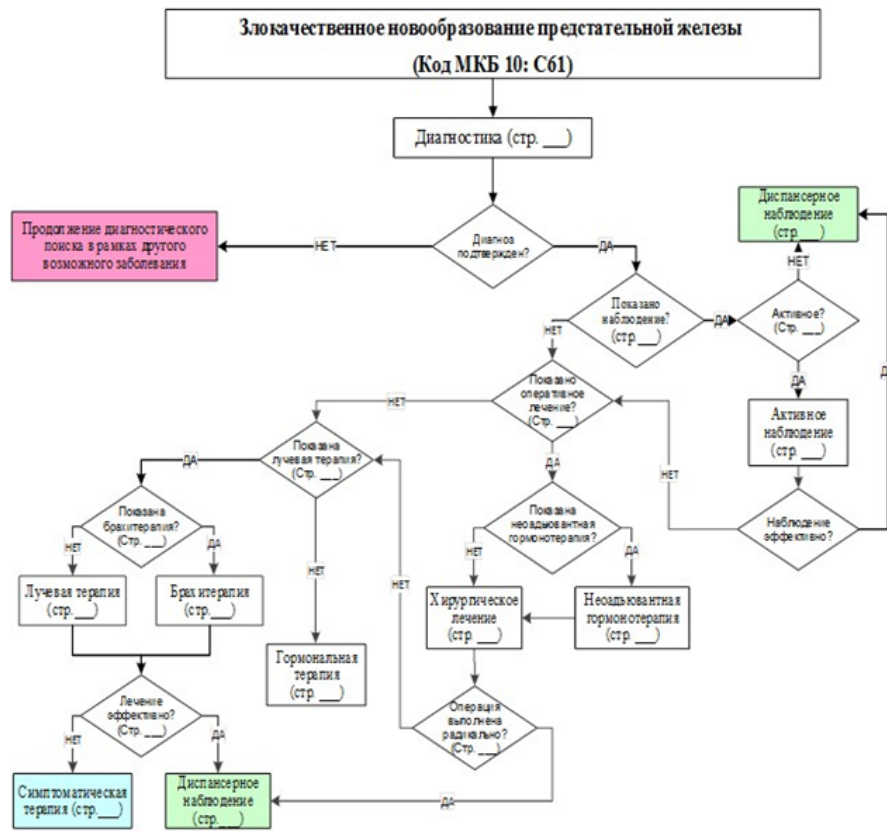 Злокачественное новообразование предстательной железы
(Код МКБ 10: С61)
Диагностика (стр. ___)
Диспансерное
наблюдение
(стр.___)
Продолжение диагностического
поиска в рамках другого
возможного заболевания
НЕТ
Диагноз
подтвержден?
ДА
НЕТ
Показано
наблюдение?
(стр.___)
ДА
Активное?
(Стр. ___)
НЕТ
ДА
Показано
оперативное
лечение?
(Стр. ___)
НЕТ
ДА
Активное
наблюдение
(стр. ___)
Показана
лучевая терапия?
(Стр. ___)
ДА
ДА
НЕТ
Показана
брахитерапия?
(Стр. ___)
Показана
неоадьювантная
гормонотерапия?
Наблюдение
эффективно?
НЕТ
ДА
НЕТ
ДА
НЕТ
НЕТ
Лучевая терапия
(стр. ___)
Брахитерапия
(стр. ___)
Хирургическое
лечение
(стр. ___)
Неоадьювантная
гормонотерапия
(стр. ___)
Гормональная
терапия
(стр. ___)
Лечение
эффективно?
(Стр. ___)
Операция
выполнена
радикально?
(Стр. ___)
НЕТ
ДА
Симптоматическая
терапия (стр.___)
Диспансерное
наблюдение
(стр.___)
ДА